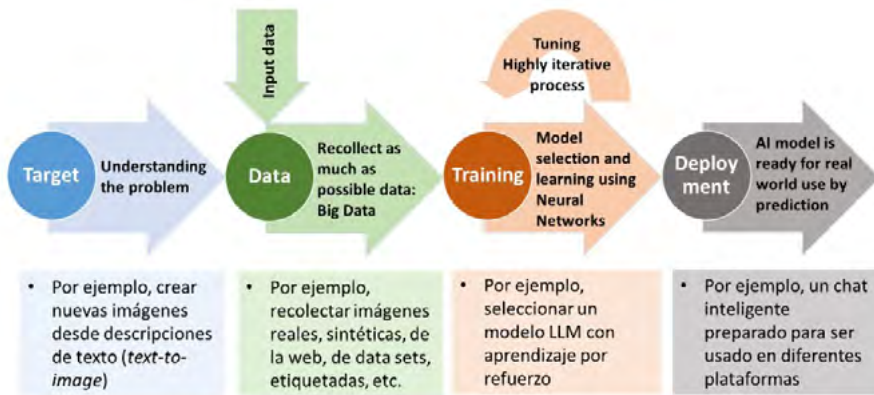 Input data
Tuning
Highly iterative
process
Target
Understanding
the problem
Data
Recollect as
much as
possible data:
Big Data
Training
Model
selection and
learning using
Neural
Networks
Deploy
ment
AI model is
ready for real
world use by
prediction
• Por ejemplo, crear
nuevas imágenes
desde descripciones
de texto (text-to-
image)
• Por ejemplo,
recolectar imágenes
reales, sintéticas, de
la web, de data sets,
etiquetadas, etc.
• Por ejemplo,
seleccionar un
modelo LLM con
aprendizaje por
refuerzo
• Por ejemplo, un chat
inteligente
preparado para ser
usado en diferentes
plataformas